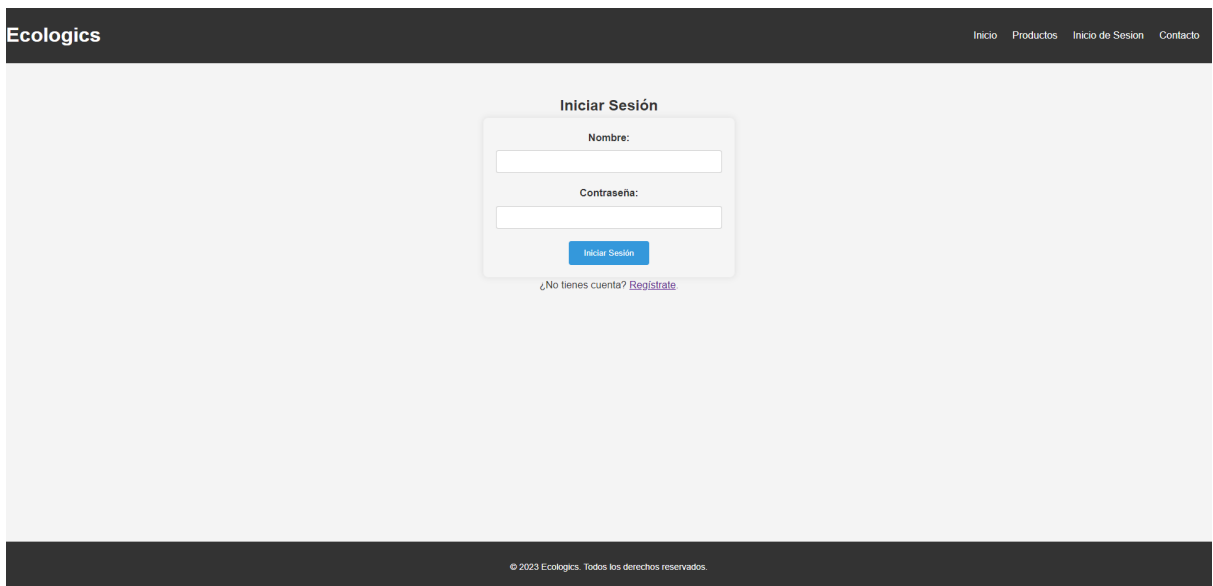 Ecologics
Inicio Productos Inicio de Sesion Contacto
Iniciar Sesión
Nombre:
Contraseña:
Iniciar Sesión
¿No tienes cuenta? Regístrate.
© 2023 Ecologics. Todos los derechos reservados.